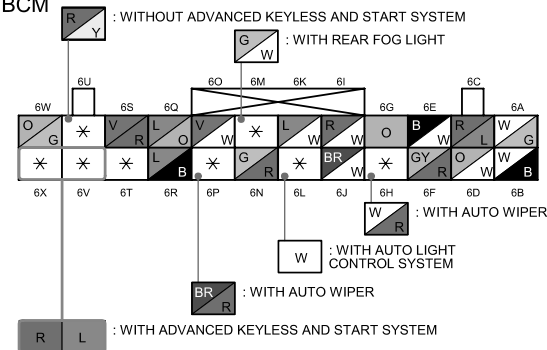 BCM
R Y : WITHOUT ADVANCED KEYLESS AND START SYSTEM
G W : WITH REAR FOG LIGHT
6U 6O 6M 6K 6I 6C
6W 6S 6Q 6G 6E 6A
O G * V R L O V W * L W R W O B W R L W G
* * * L B * G R * BR W * GY R O W W B
6X 6V 6T 6R 6P 6N 6L 6J 6H 6F 6D 6B
W R : WITH AUTO WIPER
W : WITH AUTO LIGHT
CONTROL SYSTEM
BR R : WITH AUTO WIPER
R L : WITH ADVANCED KEYLESS AND START SYSTEM